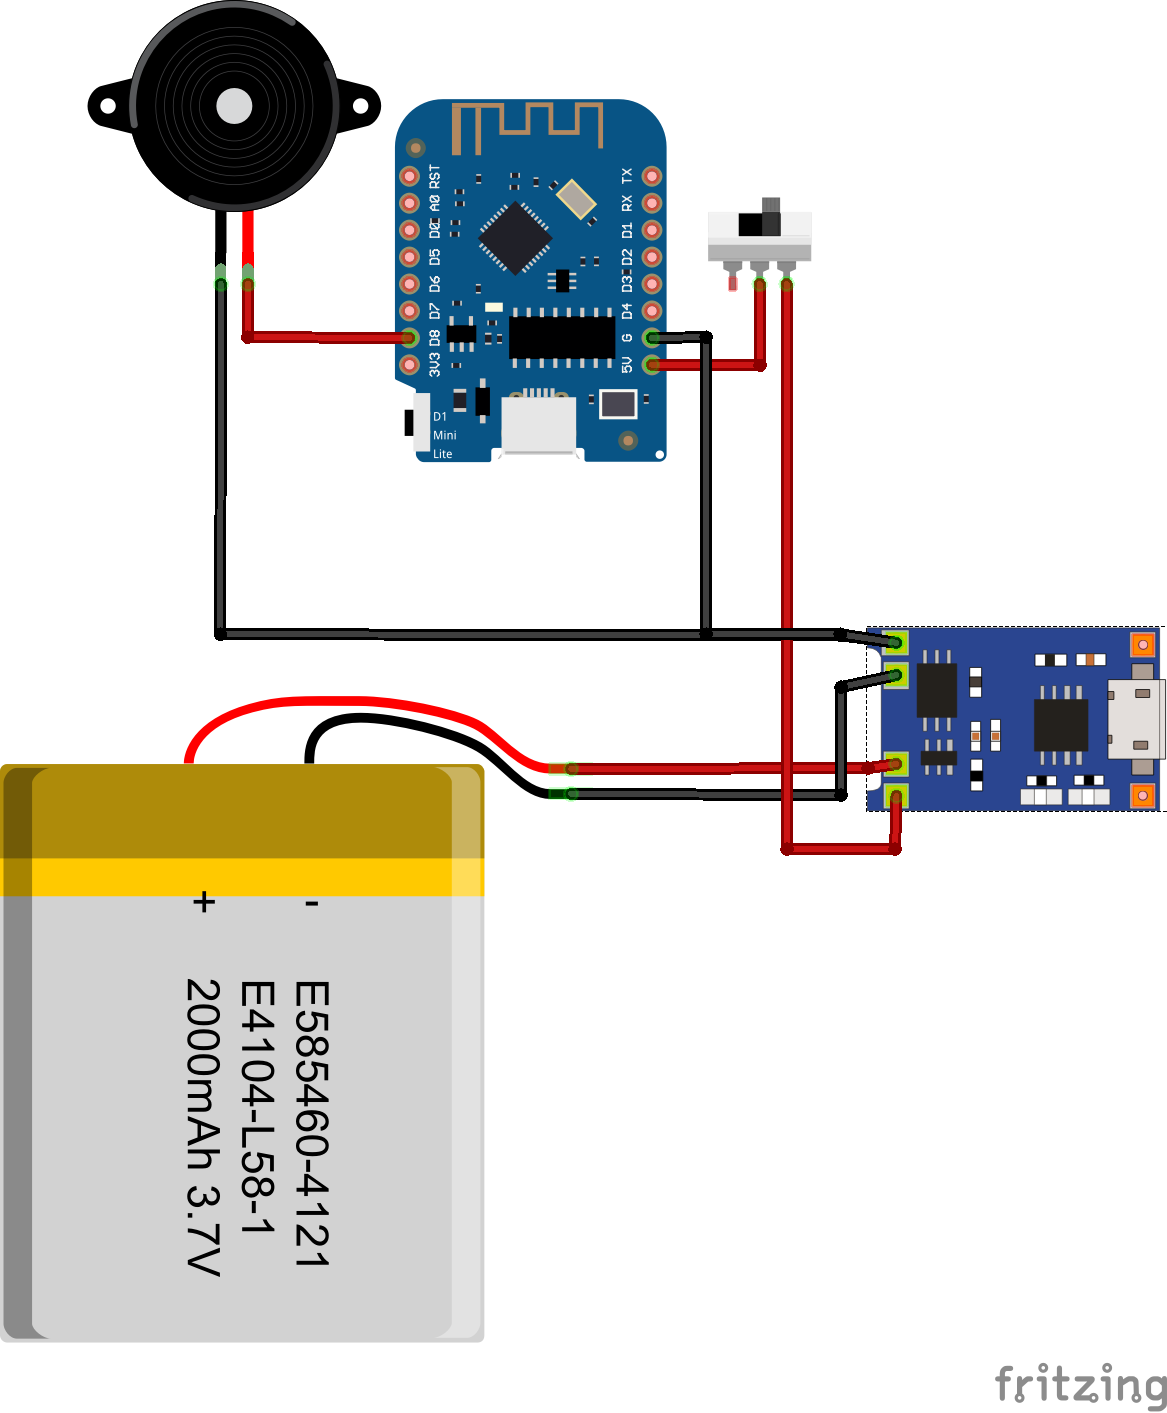 RST
A0
D0
D5
D6
D7
D8
3V3
TX
RX
D1
D2
D3
D4
G
5V
D1
Mini
Lite
+ -
E585460-4121
E4104-L58-1
2000mAh 3.7V
fritzing